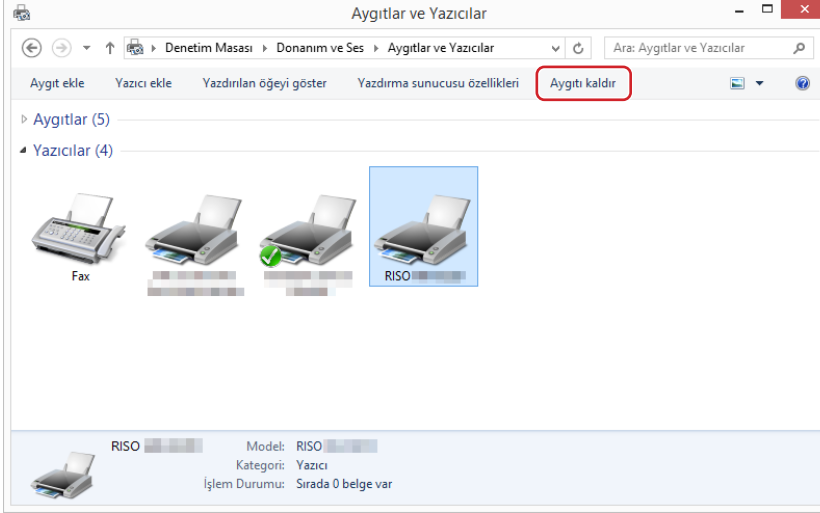 Aygıtlar ve Yazıcılar
Denetim Masası Donanım ve Ses Aygıtlar ve Yazıcılar Ara: Aygıtlar ve Yazıcılar
Aygıt ekle Yazıcı ekle Yazdırılan öğeyi göster Yazdırma sunucusu özellikleri Aygıtı kaldır
Aygıtlar (5)
Yazıcılar (4)
Fax RISO
RISO Model: RISO
Kategori: Yazıcı
İşlem Durumu: Sırada 0 belge var